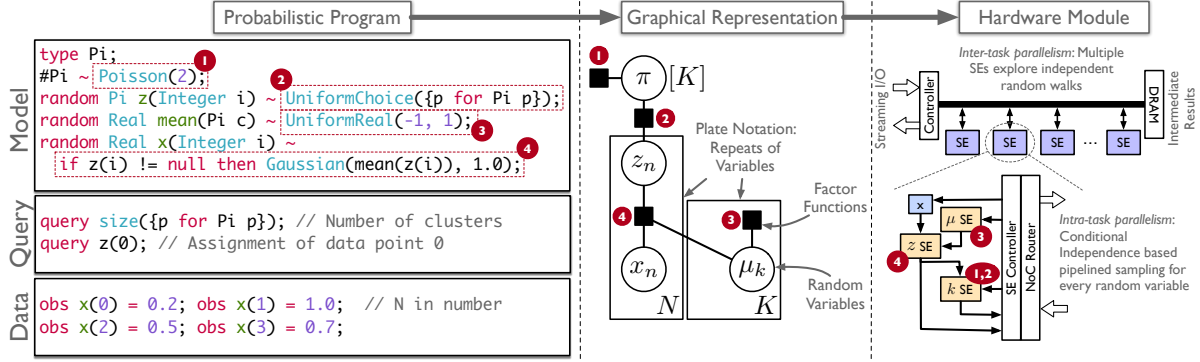 Probabilistic Program
Graphical Representation
Hardware Module
Model
type Pi;
1
#Pi ~ Poisson(2);
2
random Pi z(Integer i) ~ UniformChoice({p for Pi p});
random Real mean(Pi c) ~ UniformReal(-1, 1);
3
random Real x(Integer i) ~
4
if z(i) != null then Gaussian(mean(z(i)), 1.0);
Query
query size({p for Pi p}); // Number of clusters
query z(0); // Assignment of data point 0
Data
obs x(0) = 0.2; obs x(1) = 1.0; // N in number
obs x(2) = 0.5; obs x(3) = 0.7;
1
π [K]
2
Plate Notation:
Repeats of
Variables
z_n
Factor
Functions
4
3
x_n
μ_k
N
K
Random
Variables
Inter-task parallelism: Multiple
SEs explore independent
random walks
Streaming I/O
Controller
DRAM
Intermediate
Results
SE SE SE ... SE
x
μ SE
3
z SE
4
1,2
k SE
SE Controller
NoC Router
Intra-task parallelism:
Conditional
Independence based
pipelined sampling for
every random variable